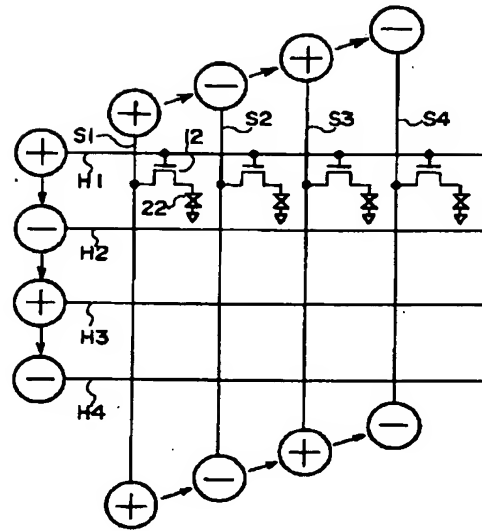 + - + -
S1 S2 S3 S4
+ H1 12
22
- H2
+ H3
- H4
+ - + -